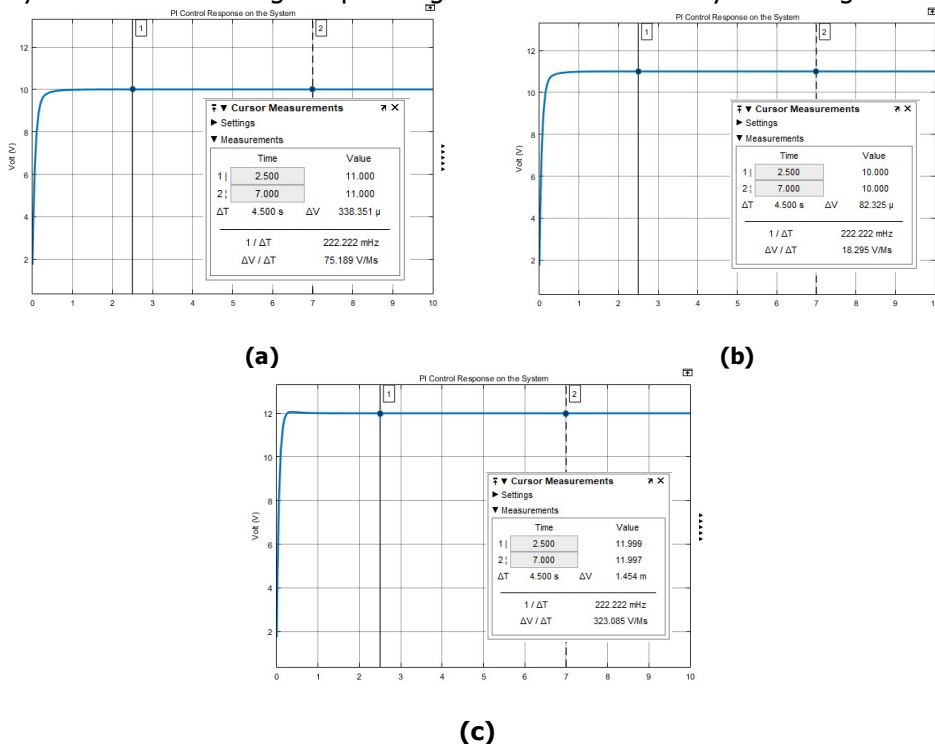 PI Control Response on the System
1
2
12
10
8
6
4
2
Volt (V)
0 1 2 3 4 5 6 7 8 9 10
Cursor Measurements
Settings
Measurements
Time Value
1 | 2.500 11.000
2 ¦ 7.000 11.000
ΔT 4.500 s ΔV 338.351 µ
1 / ΔT 222.222 mHz
ΔV / ΔT 75.189 V/Ms
(a)
PI Control Response on the System
1
2
12
10
8
6
4
2
Volt (V)
0 1 2 3 4 5 6 7 8 9 10
Cursor Measurements
Settings
Measurements
Time Value
1 | 2.500 10.000
2 ¦ 7.000 10.000
ΔT 4.500 s ΔV 82.325 µ
1 / ΔT 222.222 mHz
ΔV / ΔT 18.295 V/Ms
(b)
PI Control Response on the System
1
2
12
10
8
6
4
2
Volt (V)
0 1 2 3 4 5 6 7 8 9 10
Cursor Measurements
Settings
Measurements
Time Value
1 | 2.500 11.999
2 ¦ 7.000 11.997
ΔT 4.500 s ΔV 1.454 m
1 / ΔT 222.222 mHz
ΔV / ΔT 323.085 V/Ms
(c)